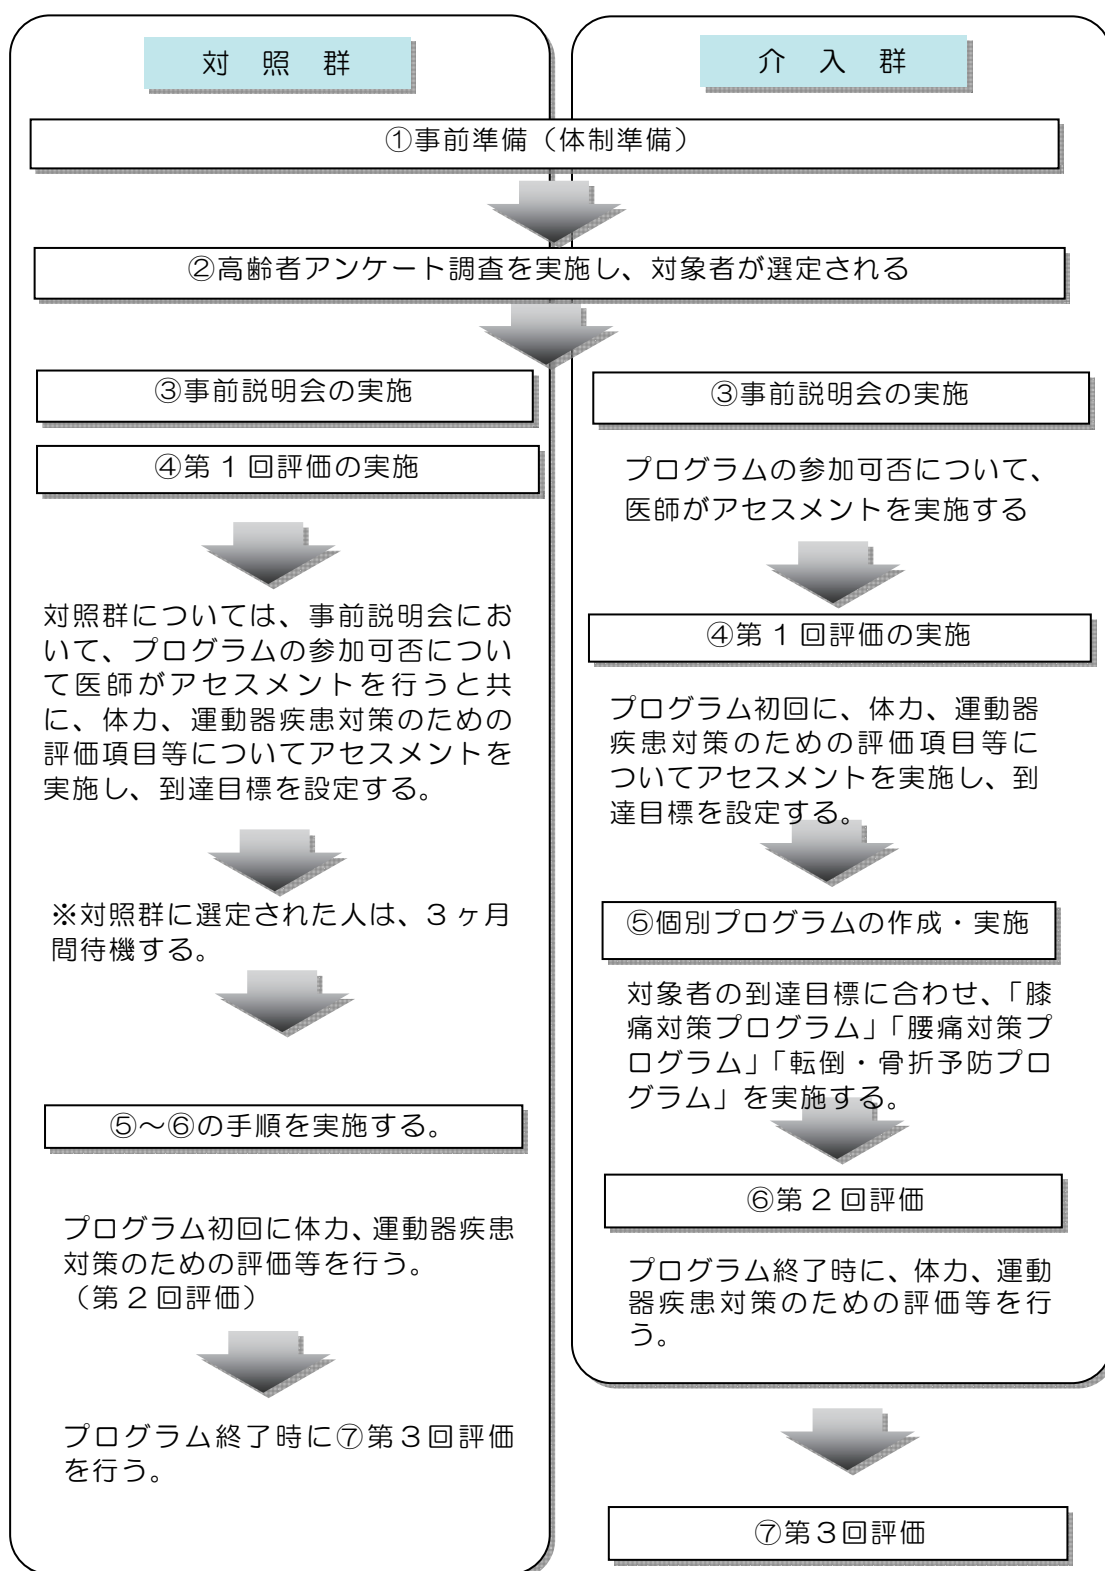 対 照 群
介 入 群
①事前準備（体制準備）
②高齢者アンケート調査を実施し、対象者が選定される
③事前説明会の実施
④第１回評価の実施
対照群については、事前説明会にお
いて、プログラムの参加可否につい
て医師がアセスメントを行うと共
に、体力、運動器疾患対策のための
評価項目等についてアセスメントを
実施し、到達目標を設定する。
※対照群に選定された人は、３ヶ月
間待機する。
⑤～⑥の手順を実施する。
プログラム初回に体力、運動器疾患
対策のための評価等を行う。
（第２回評価）
プログラム終了時に⑦第３回評価
を行う。
③事前説明会の実施
プログラムの参加可否について、
医師がアセスメントを実施する
④第１回評価の実施
プログラム初回に、体力、運動器
疾患対策のための評価項目等に
ついてアセスメントを実施し、到
達目標を設定する。
⑤個別プログラムの作成・実施
対象者の到達目標に合わせ、「膝
痛対策プログラム」「腰痛対策プ
ログラム」「転倒・骨折予防プロ
グラム」を実施する。
⑥第２回評価
プログラム終了時に、体力、運動
器疾患対策のための評価等を行
う。
⑦第３回評価